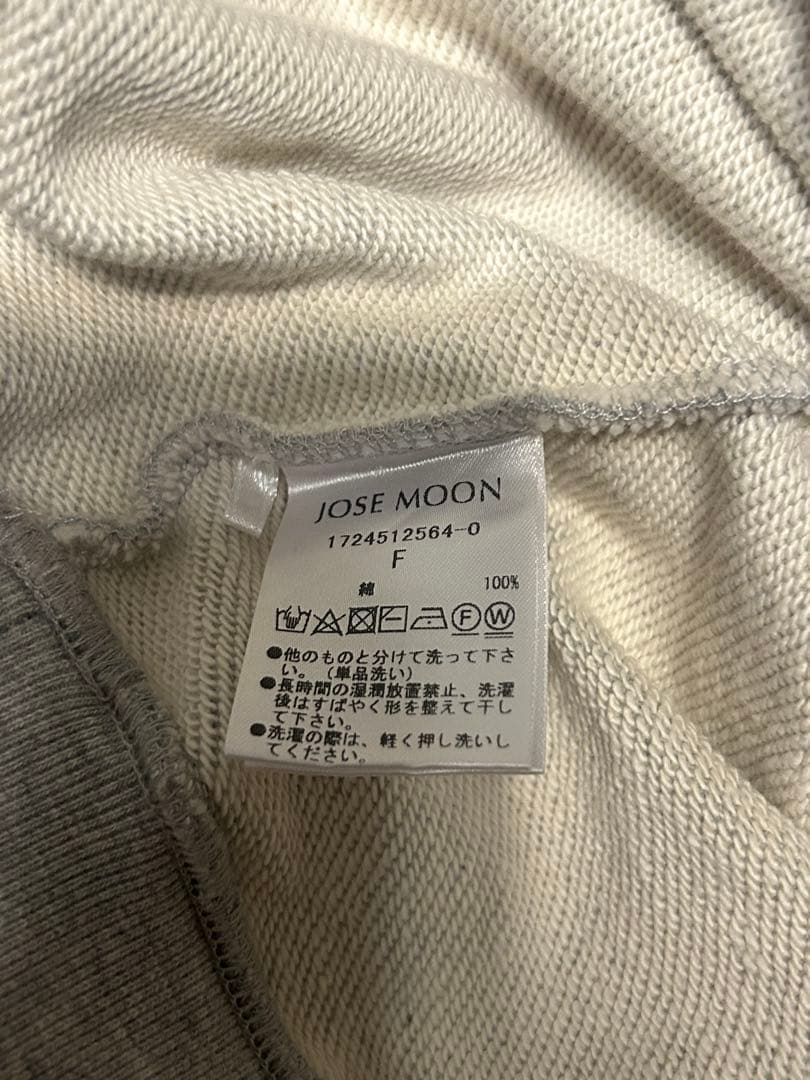 JOSE MOON
1724512564-0
F
綿 100%
F W
●他のものと分けて洗って下さ
い。(単品洗い)
●長時間の湿潤放置禁止、洗濯
後はすばやく形を整えて干し
て下さい。
●洗濯の際は、軽く押し洗いし
てください。